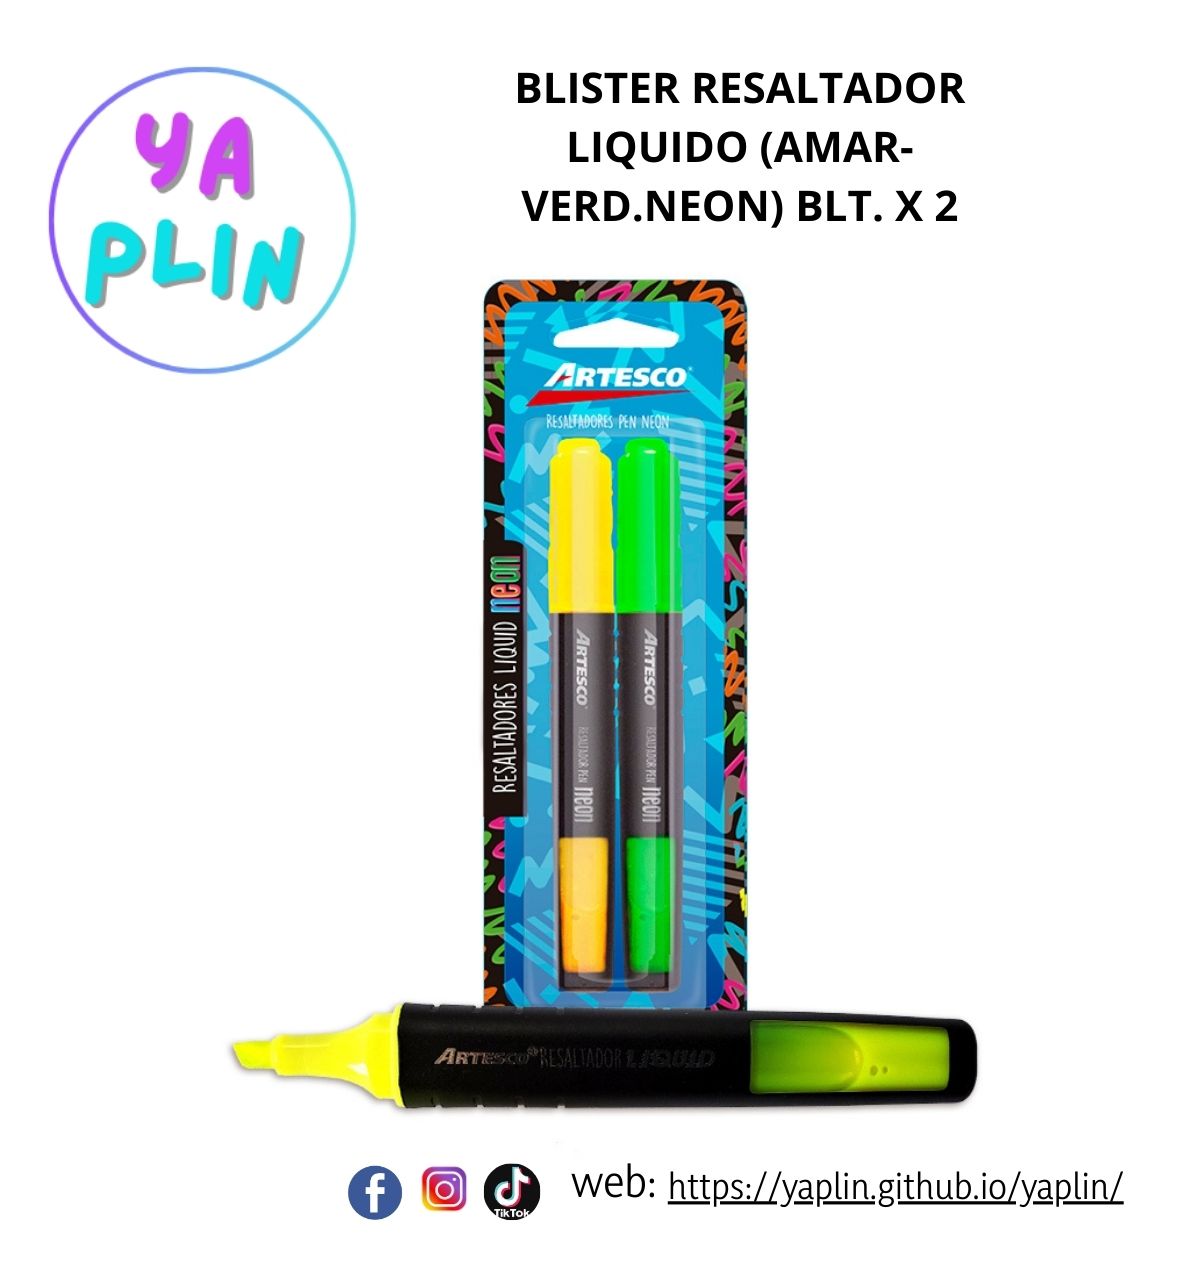 YA
PLIN
BLISTER RESALTADOR
LIQUIDO (AMAR-
VERD.NEON) BLT. X 2
ARTESCO
RESALTADORES PEN NEON
RESALTADORES LIQUID neon
ARTESCO RESALTADOR PEN neon
ARTESCO RESALTADOR PEN neon
ARTESCO® RESALTADOR LIQUID
TikTok
web: https://yaplin.github.io/yaplin/